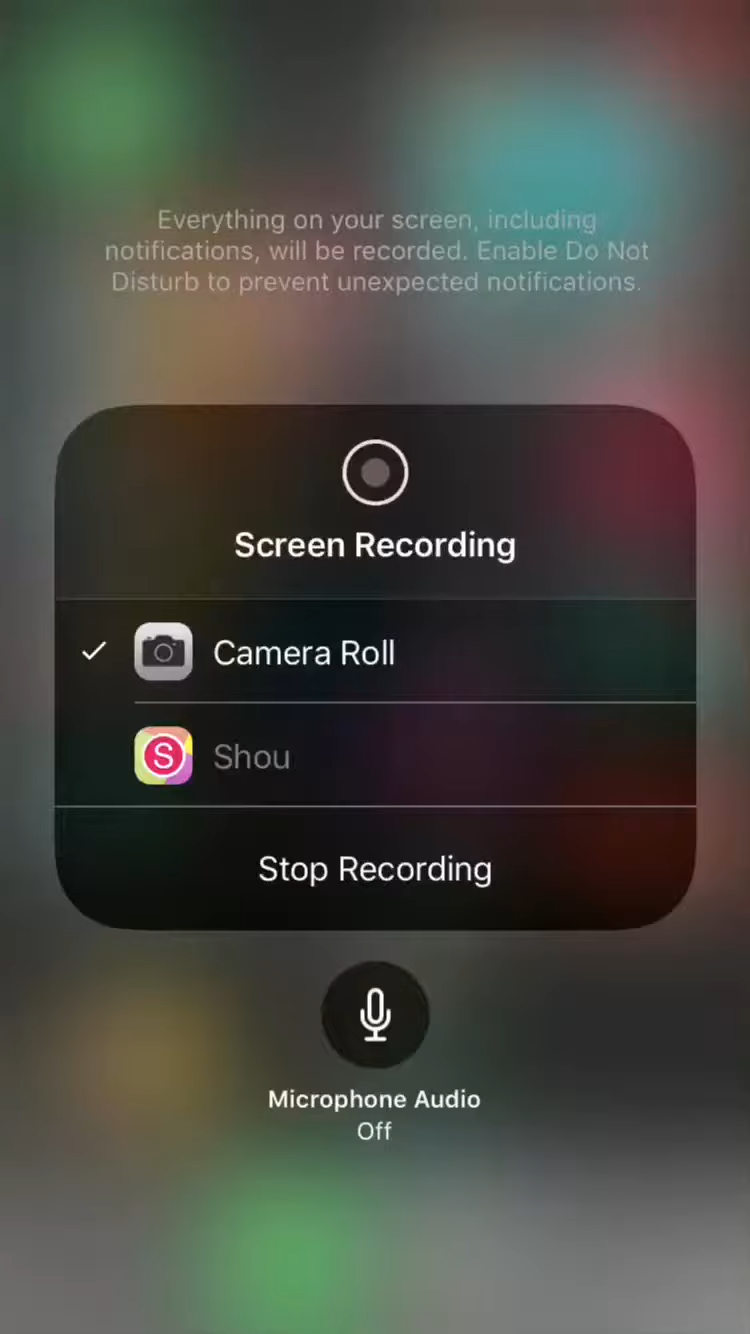 Everything on your screen, including
notifications, will be recorded. Enable Do Not
Disturb to prevent unexpected notifications.
Screen Recording
Camera Roll
S
Shou
Stop Recording
Microphone Audio
Off